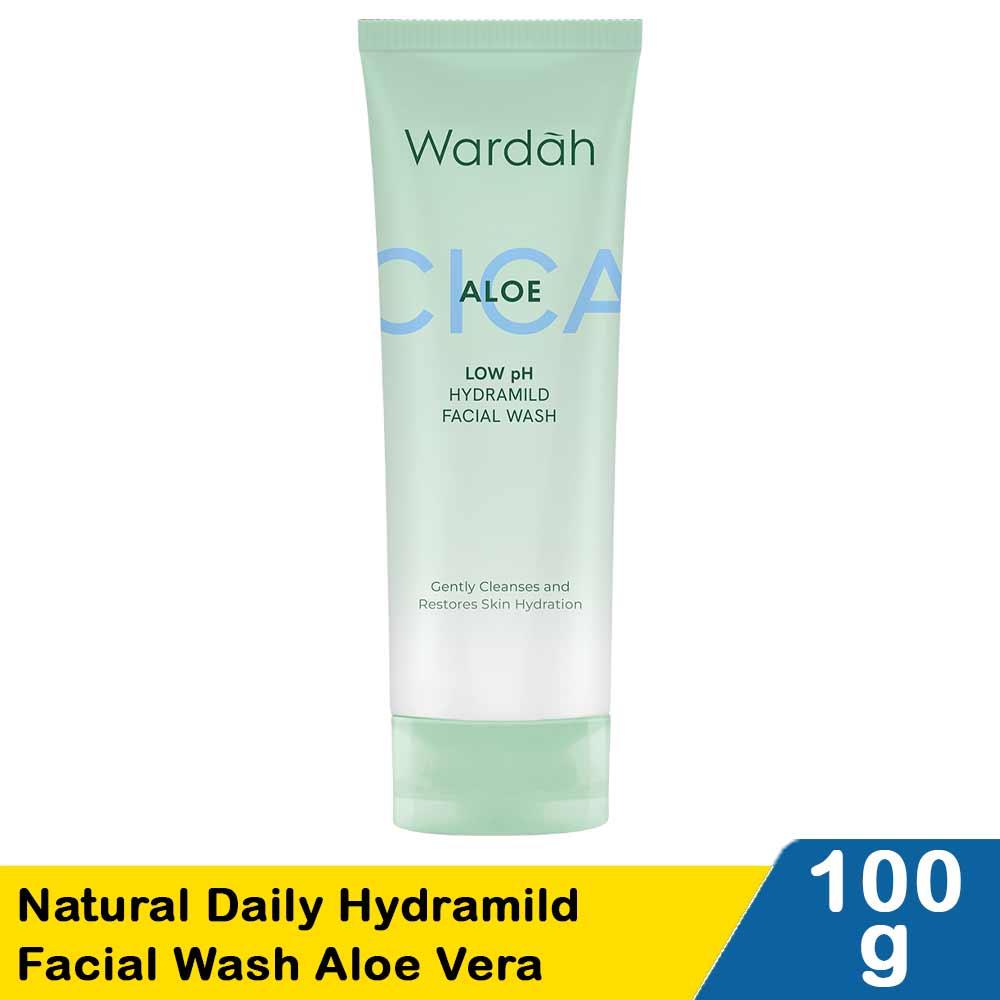 Wardãh
CICA
ALOE
LOW pH
HYDRAMILD
FACIAL WASH
Gently Cleanses and
Restores Skin Hydration
Natural Daily Hydramild
Facial Wash Aloe Vera
100
g